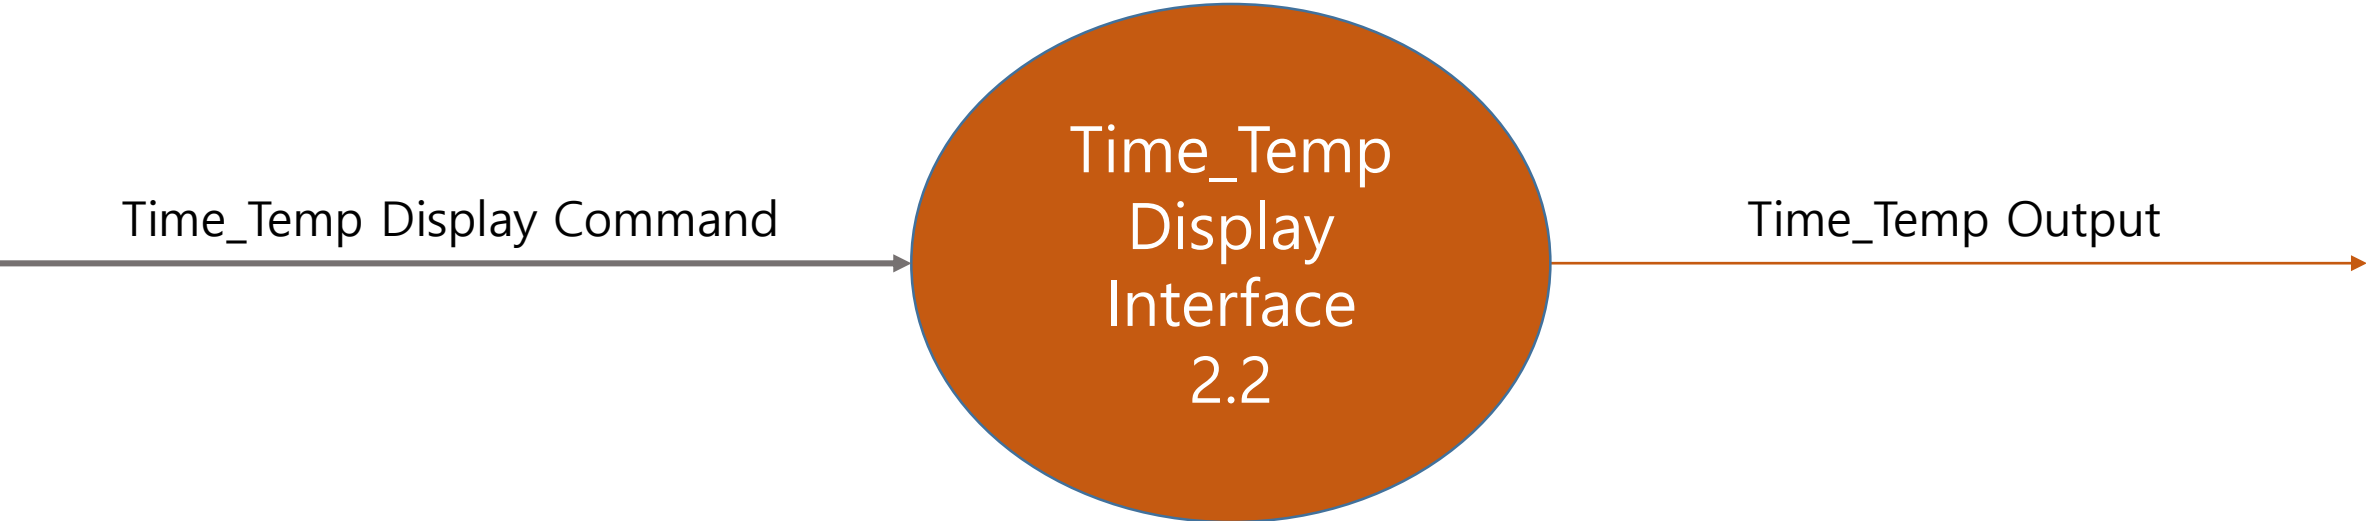 Time_Temp Display Command
Time_Temp
Display
Interface
2.2
Time_Temp Output